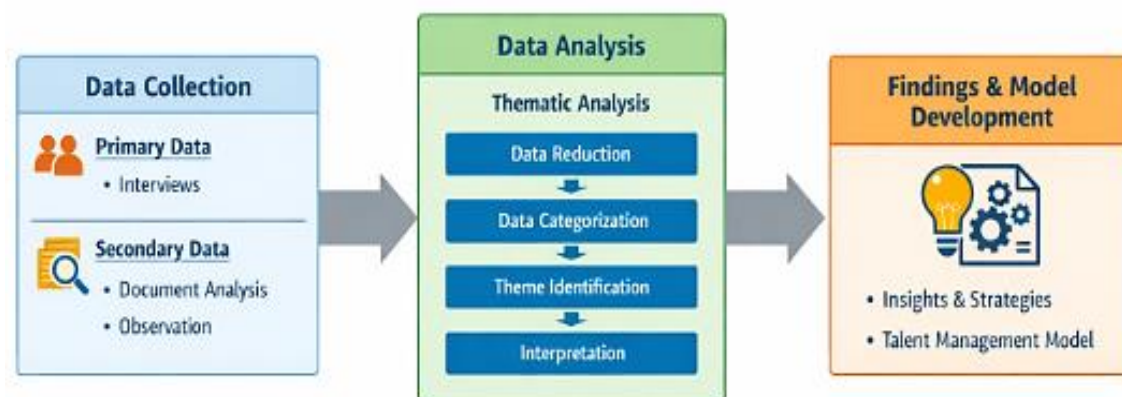 Data Collection
Primary Data
• Interviews
Secondary Data
• Document Analysis
• Observation
Data Analysis
Thematic Analysis
Data Reduction
Data Categorization
Theme Identification
Interpretation
Findings & Model
Development
• Insights & Strategies
• Talent Management Model